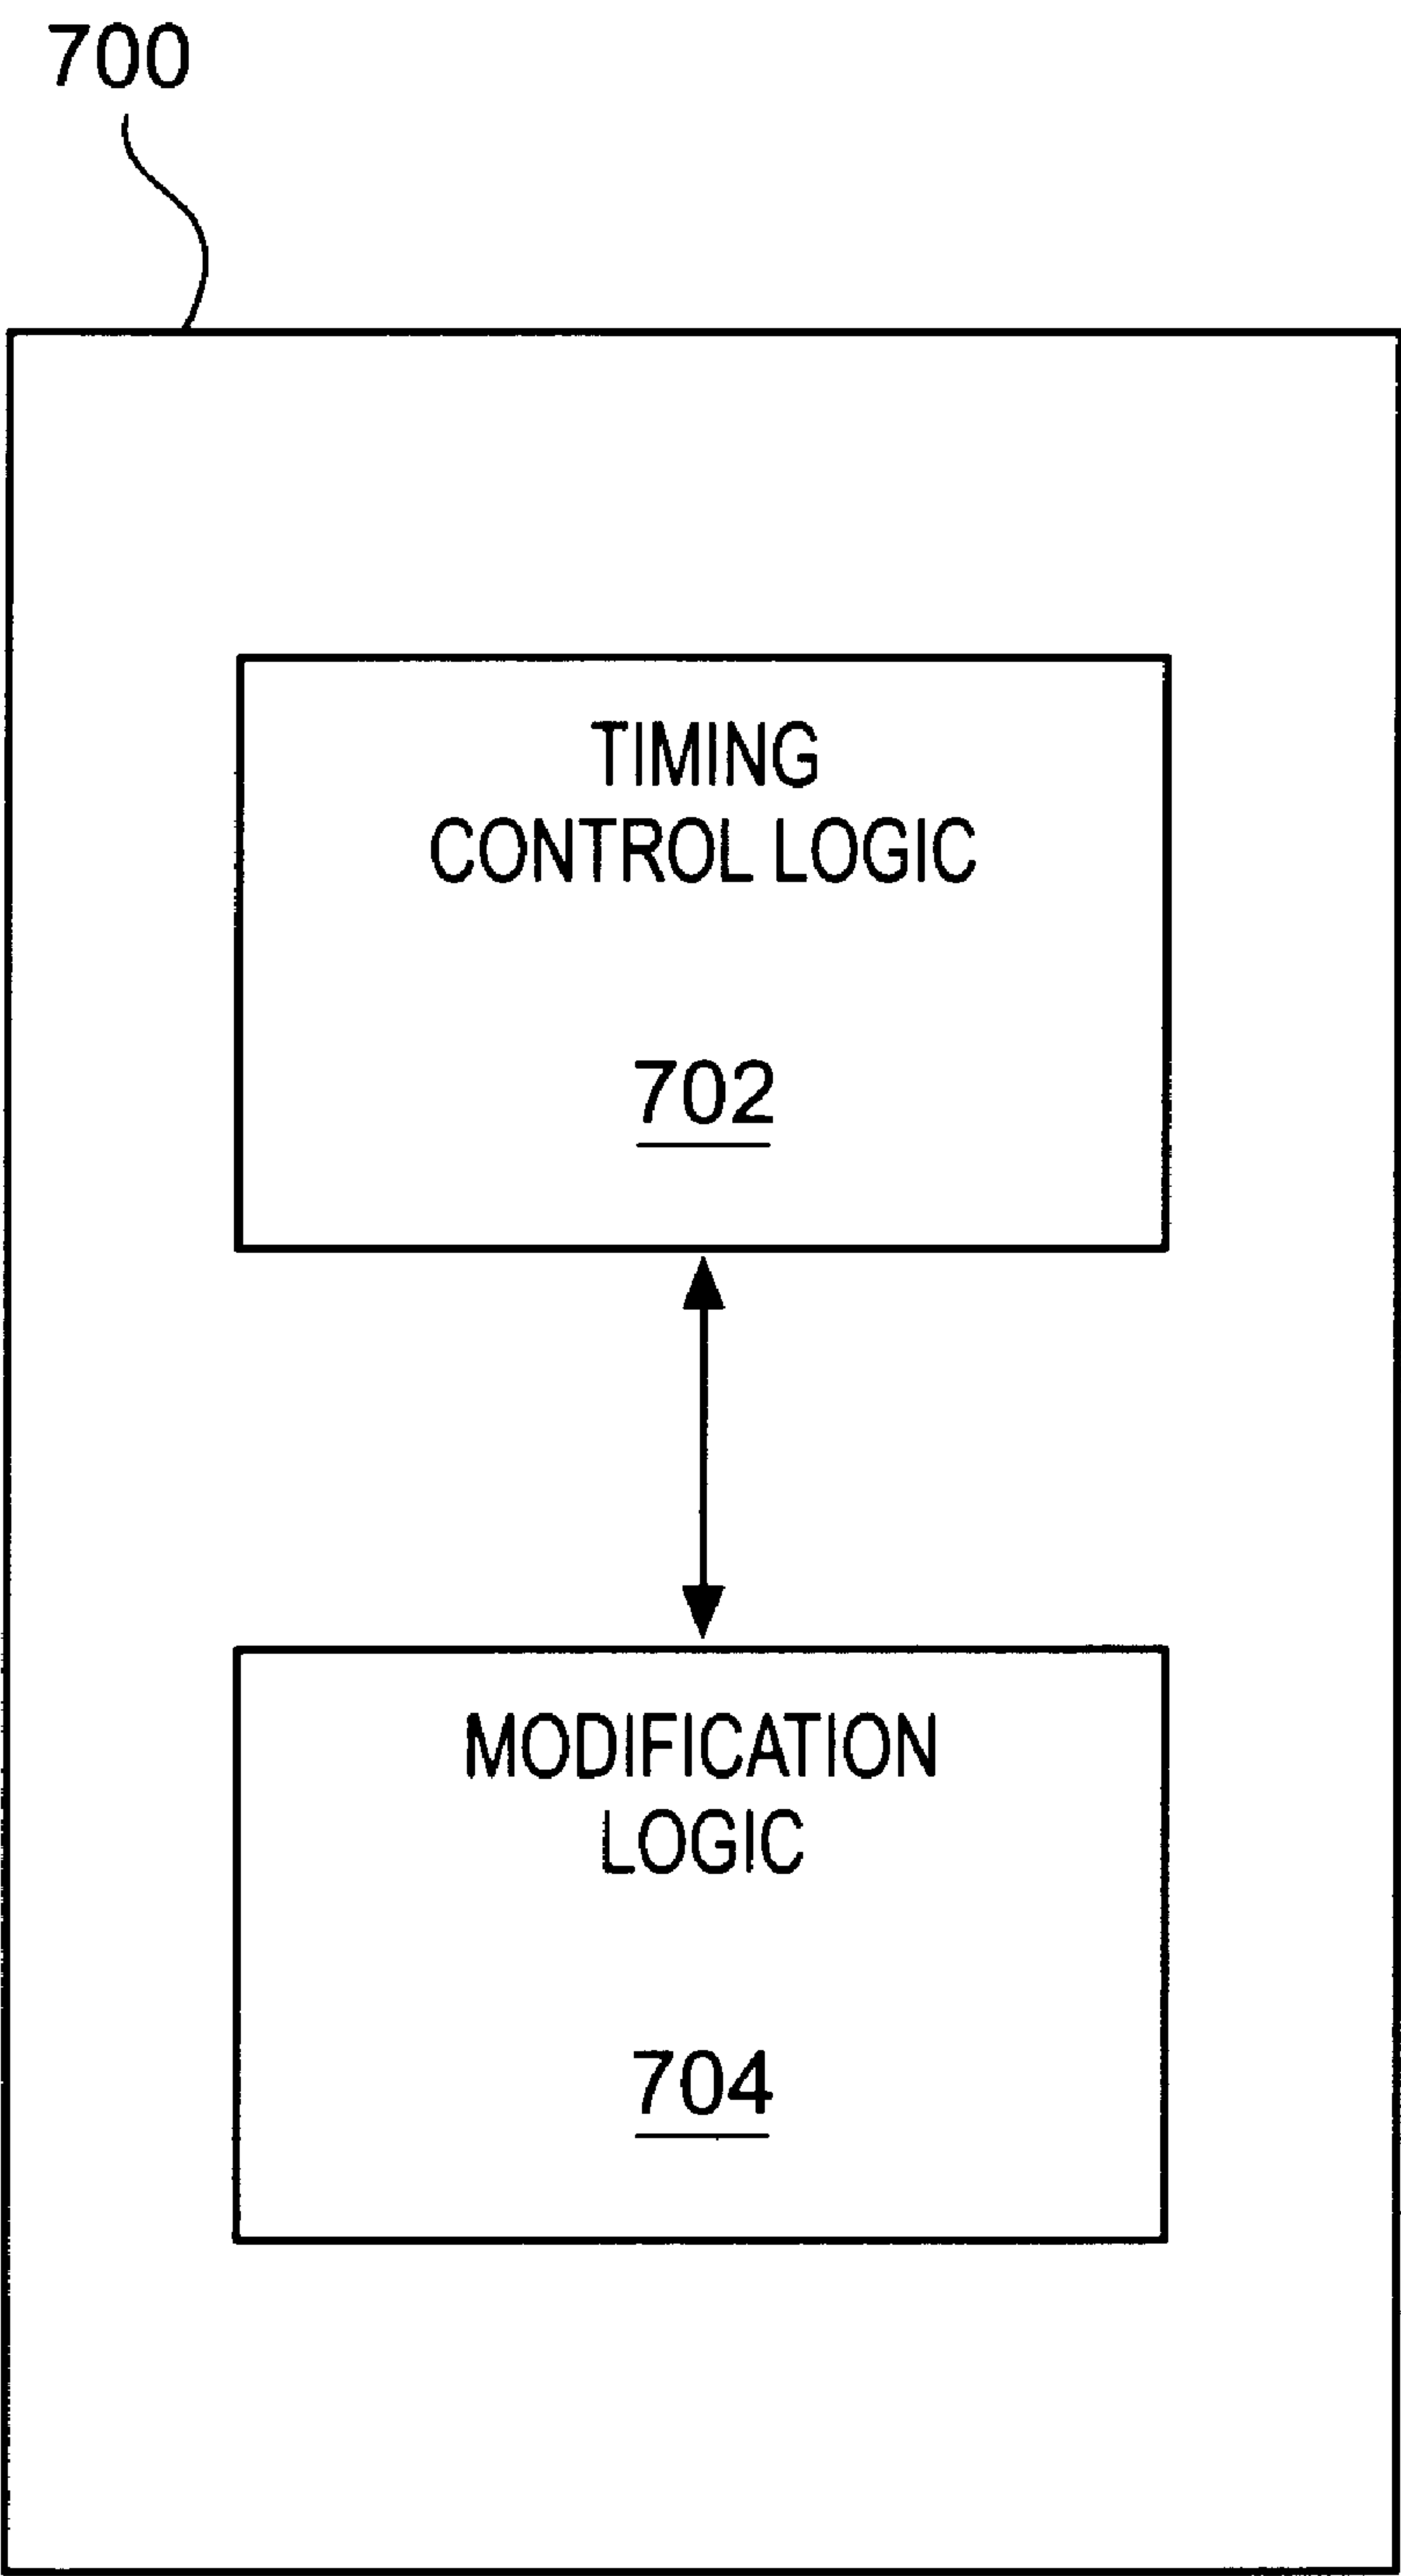 700
TIMING
CONTROL LOGIC
702
MODIFICATION
LOGIC
704